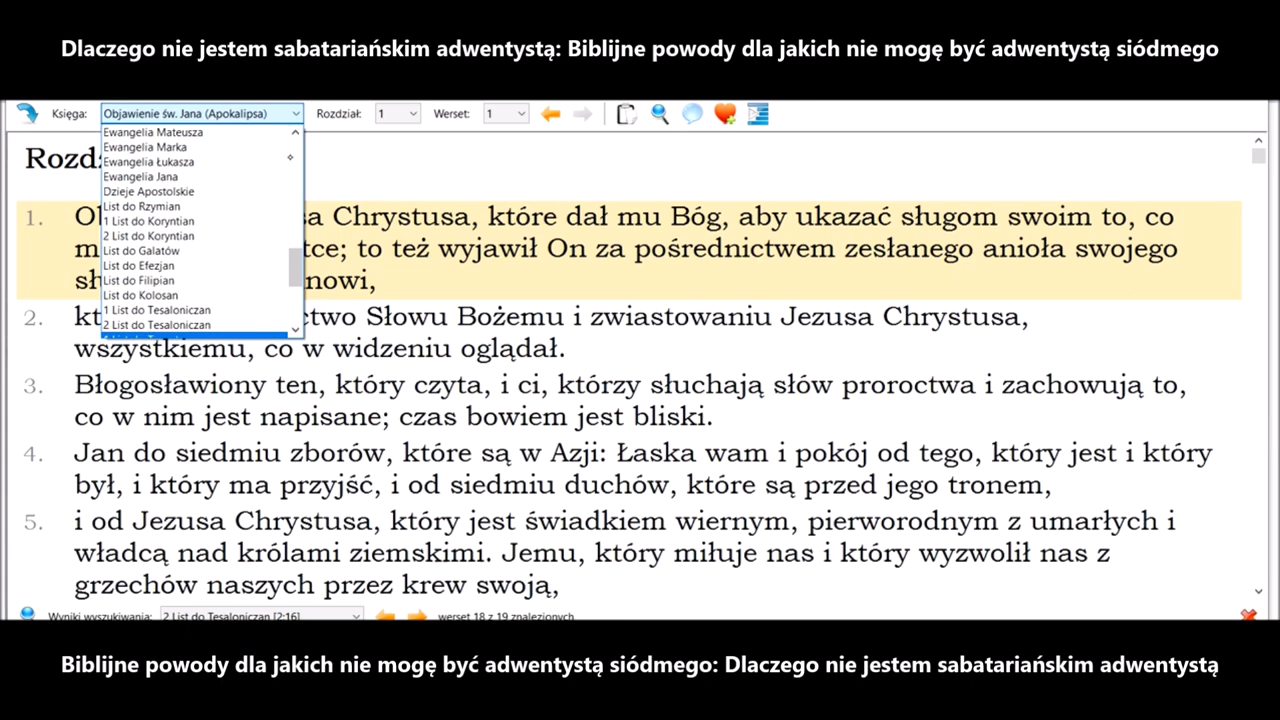 Dlaczego nie jestem sabatariańskim adwentystą: Biblijne powody dla jakich nie mogę być adwentystą siódmego
Księga: Objawienie św. Jana (Apokalipsa) Rozdział: 1 Werset: 1
Ewangelia Mateusza
Ewangelia Marka
Ewangelia Łukasza
Ewangelia Jana
Dzieje Apostolskie
List do Rzymian
1 List do Koryntian
2 List do Koryntian
List do Galatów
List do Efezjan
List do Filipian
List do Kolosan
1 List do Tesaloniczan
2 List do Tesaloniczan
Rozd
1. Ob sa Chrystusa, które dał mu Bóg, aby ukazać sługom swoim to, co
m tce; to też wyjawił On za pośrednictwem zesłanego anioła swojego
sł nowi,
2. kt ctwo Słowu Bożemu i zwiastowaniu Jezusa Chrystusa,
wszystkiemu, co w widzeniu oglądał.
3. Błogosławiony ten, który czyta, i ci, którzy słuchają słów proroctwa i zachowują to,
co w nim jest napisane; czas bowiem jest bliski.
4. Jan do siedmiu zborów, które są w Azji: Łaska wam i pokój od tego, który jest i który
był, i który ma przyjść, i od siedmiu duchów, które są przed jego tronem,
5. i od Jezusa Chrystusa, który jest świadkiem wiernym, pierworodnym z umarłych i
władcą nad królami ziemskimi. Jemu, który miłuje nas i który wyzwolił nas z
grzechów naszych przez krew swoją,
Wyniki wyszukiwania: 2 List do Tesaloniczan [2:16] werset 18 z 19 znalezionych
Biblijne powody dla jakich nie mogę być adwentystą siódmego: Dlaczego nie jestem sabatariańskim adwentystą